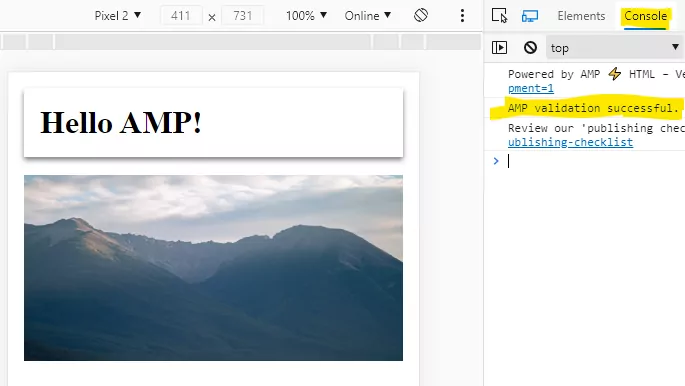 Pixel 2 ▼ 411 x 731 100% ▼ Online ▼
Elements Console
top ▼
Hello AMP!
Powered by AMP ⚡ HTML – Ve
pment=1
AMP validation successful.
Review our 'publishing chec
ublishing-checklist
>